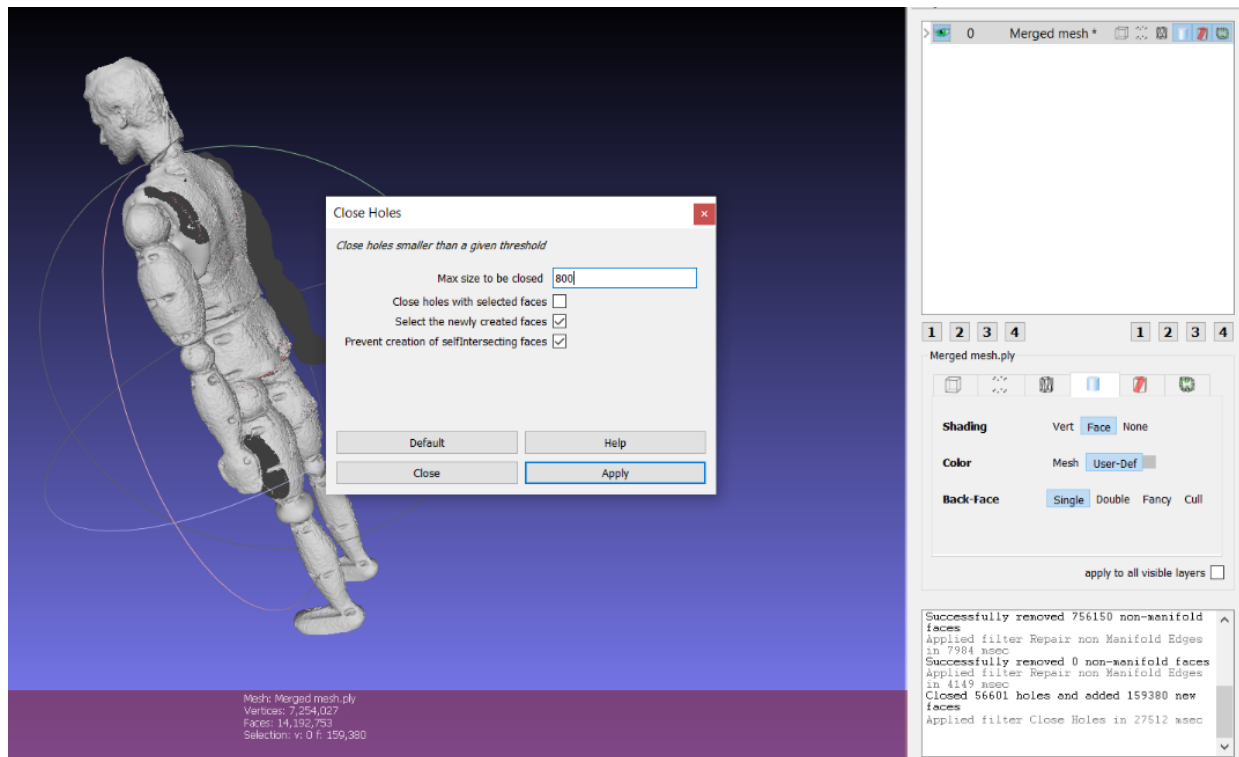 0 Merged mesh *
Close Holes
Close holes smaller than a given threshold
Max size to be closed 800
Close holes with selected faces
Select the newly created faces
Prevent creation of selfIntersecting faces
Default Help
Close Apply
1 2 3 4 1 2 3 4
Merged mesh.ply
Shading Vert Face None
Color Mesh User-Def
Back-Face Single Double Fancy Cull
apply to all visible layers
Successfully removed 756150 non-manifold
faces
Applied filter Repair non Manifold Edges
in 7984 msec
Successfully removed 0 non-manifold faces
Applied filter Repair non Manifold Edges
in 4149 msec
Closed 56601 holes and added 159380 new
faces
Applied filter Close Holes in 27512 msec
Mesh: Merged mesh.ply
Vertices: 7,254,027
Faces: 14,192,753
Selection: v: 0 f: 159,380